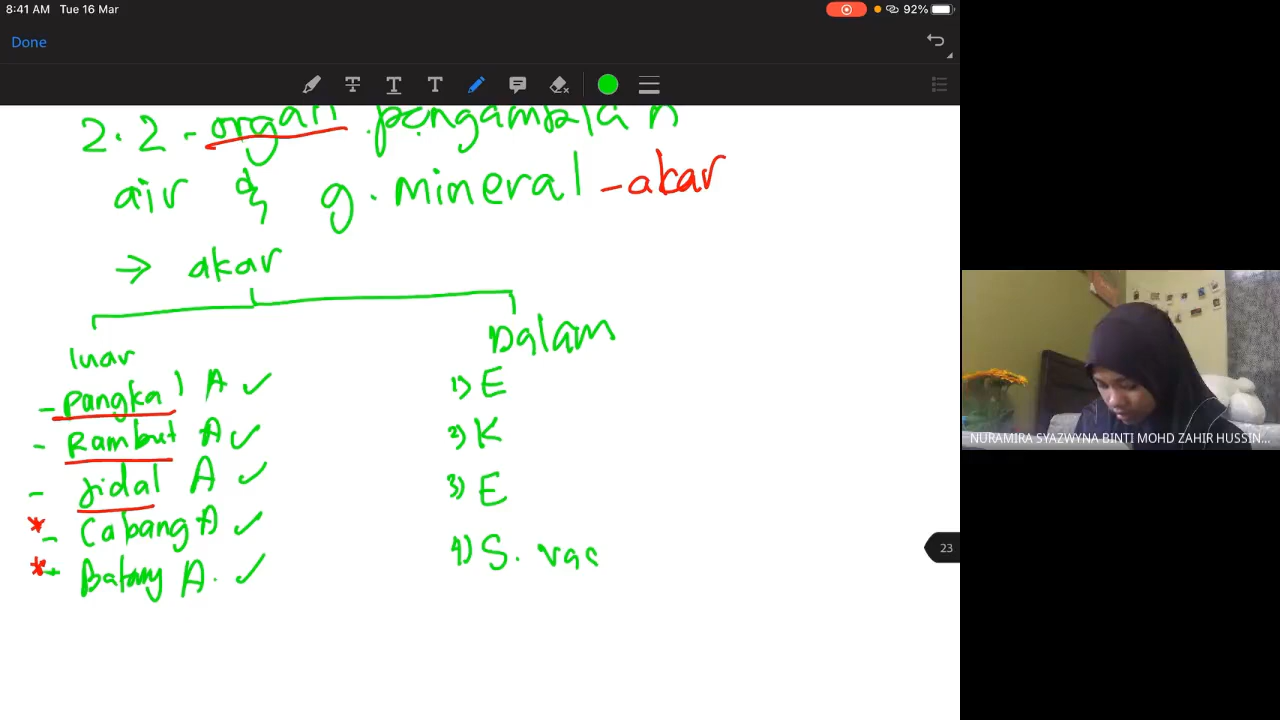 8:41 AM Tue 16 Mar
92%
Done
T T T
2.2 - organ pengambilan
air & g. mineral - akar
→ akar
luar
Dalam
- Pangkal A ✓
- Rambut A ✓
- Jidal A ✓
* - Cabang A ✓
* - Batang A. ✓
1) E
2) K
3) E
4) S. vas
23
NURAMIRA SYAZWYNA BINTI MOHD ZAHIR HUSSIN...